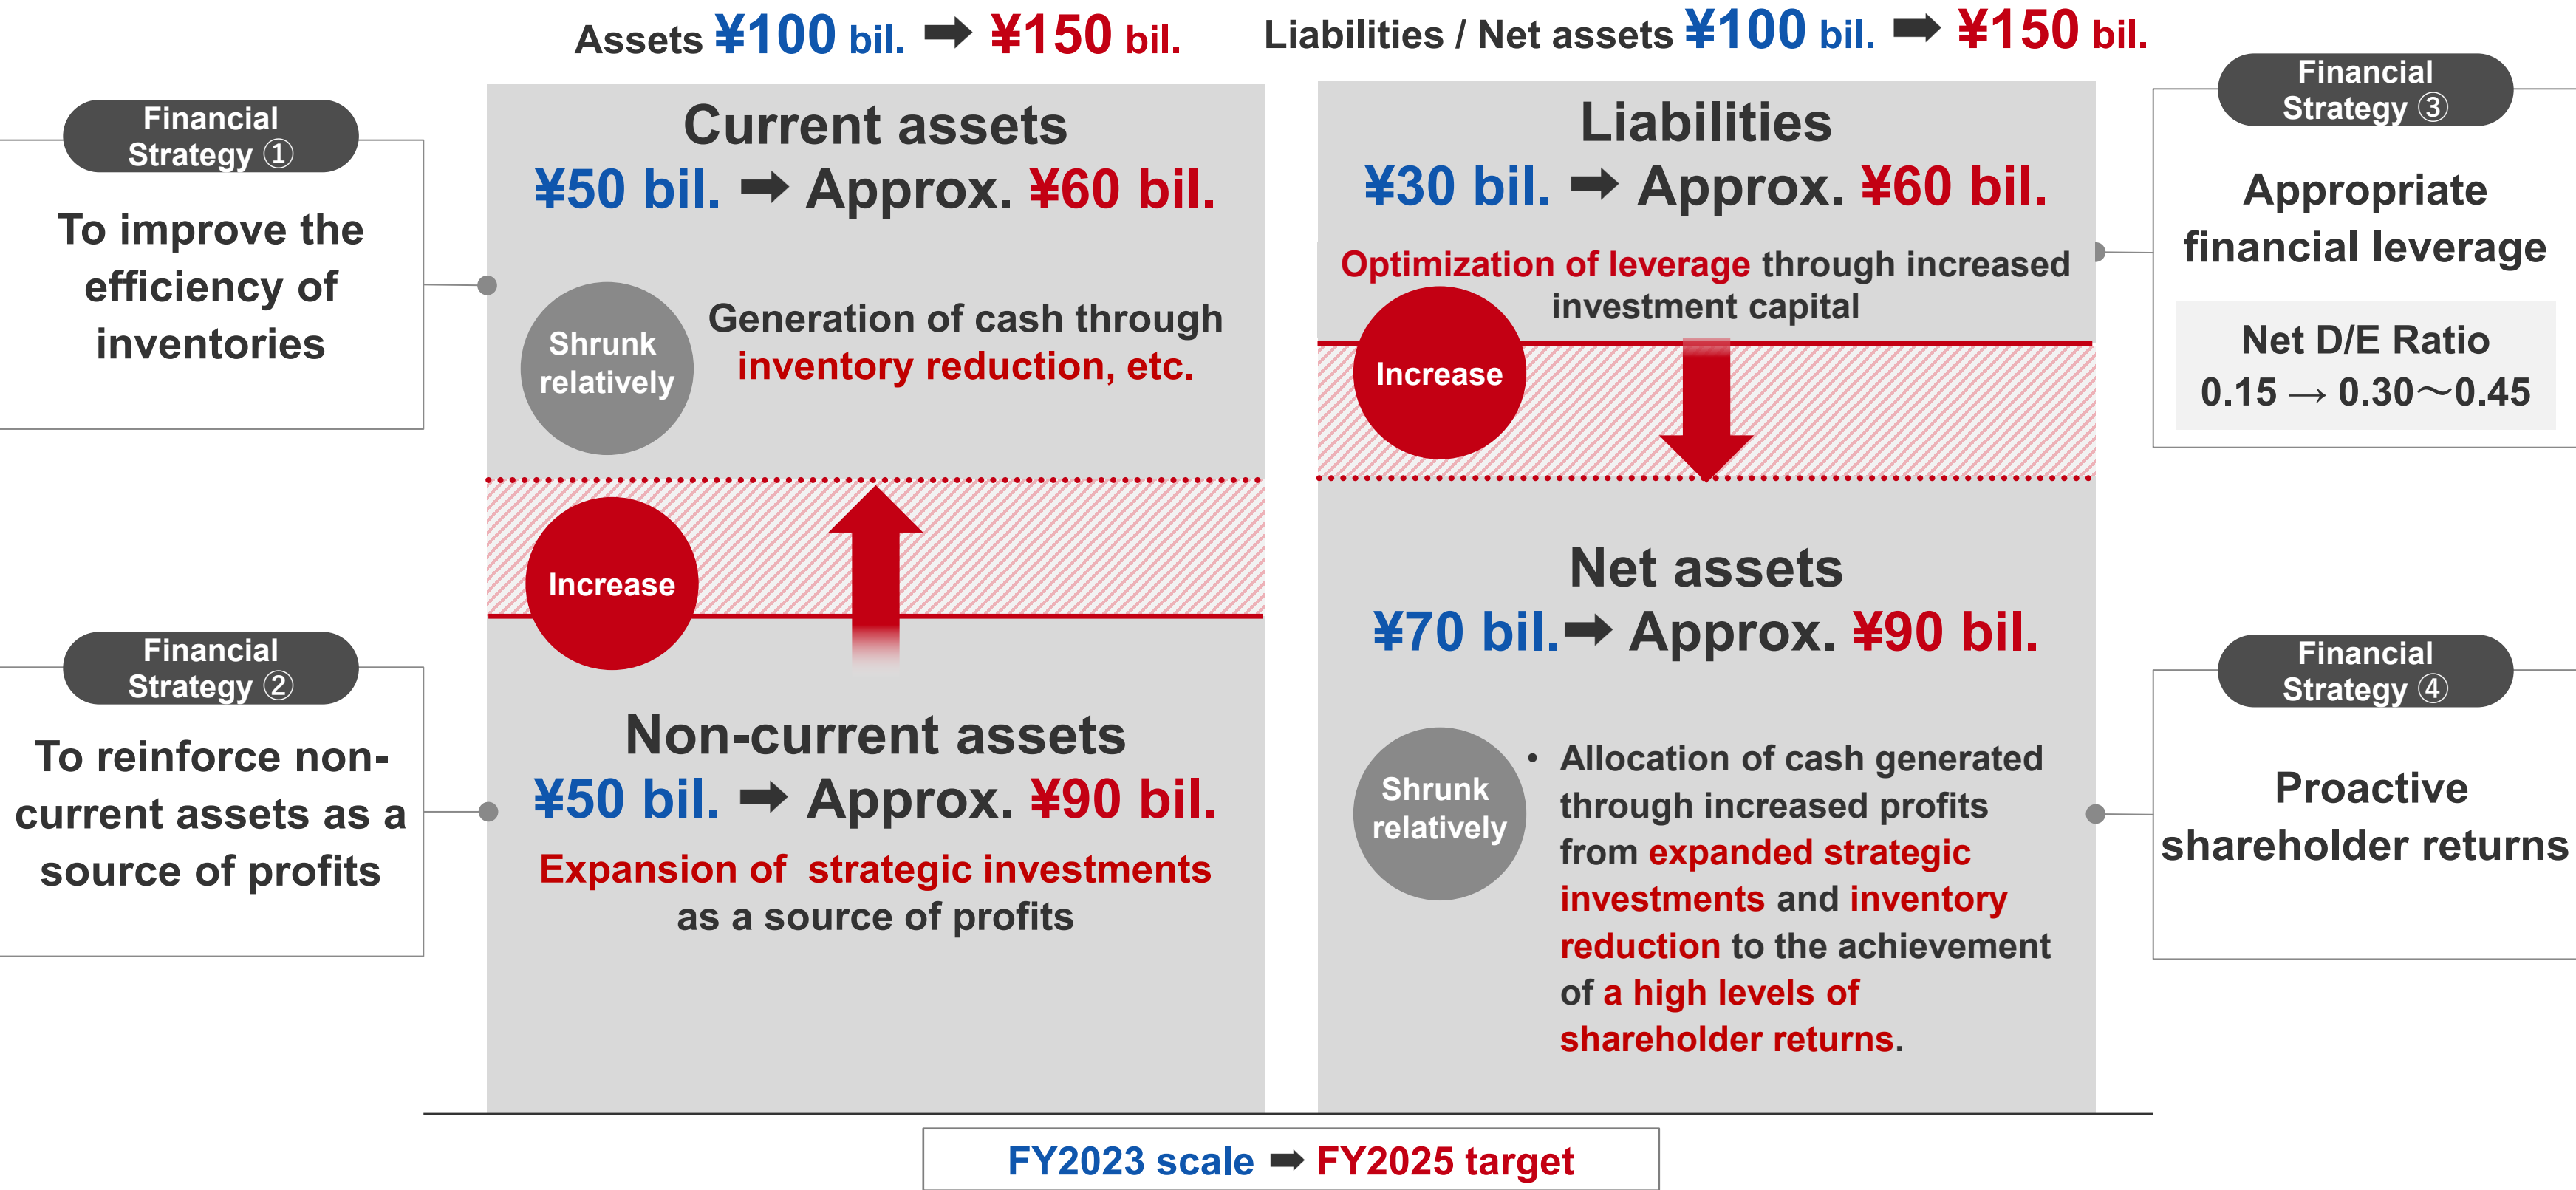 Assets ¥100 bil. ➡ ¥150 bil.
Liabilities / Net assets ¥100 bil. ➡ ¥150 bil.
Financial
Strategy ①
To improve the
efficiency of
inventories
Financial
Strategy ②
To reinforce non-
current assets as a
source of profits
Current assets
¥50 bil. ➡ Approx. ¥60 bil.
Shrunk
relatively
Generation of cash through
inventory reduction, etc.
Increase
Non-current assets
¥50 bil. ➡ Approx. ¥90 bil.
Expansion of strategic investments
as a source of profits
Liabilities
¥30 bil. ➡ Approx. ¥60 bil.
Optimization of leverage through increased
investment capital
Increase
Net assets
¥70 bil.➡ Approx. ¥90 bil.
Shrunk
relatively
• Allocation of cash generated
through increased profits
from expanded strategic
investments and inventory
reduction to the achievement
of a high levels of
shareholder returns.
Financial
Strategy ③
Appropriate
financial leverage
Net D/E Ratio
0.15 → 0.30～0.45
Financial
Strategy ④
Proactive
shareholder returns
FY2023 scale ➡ FY2025 target